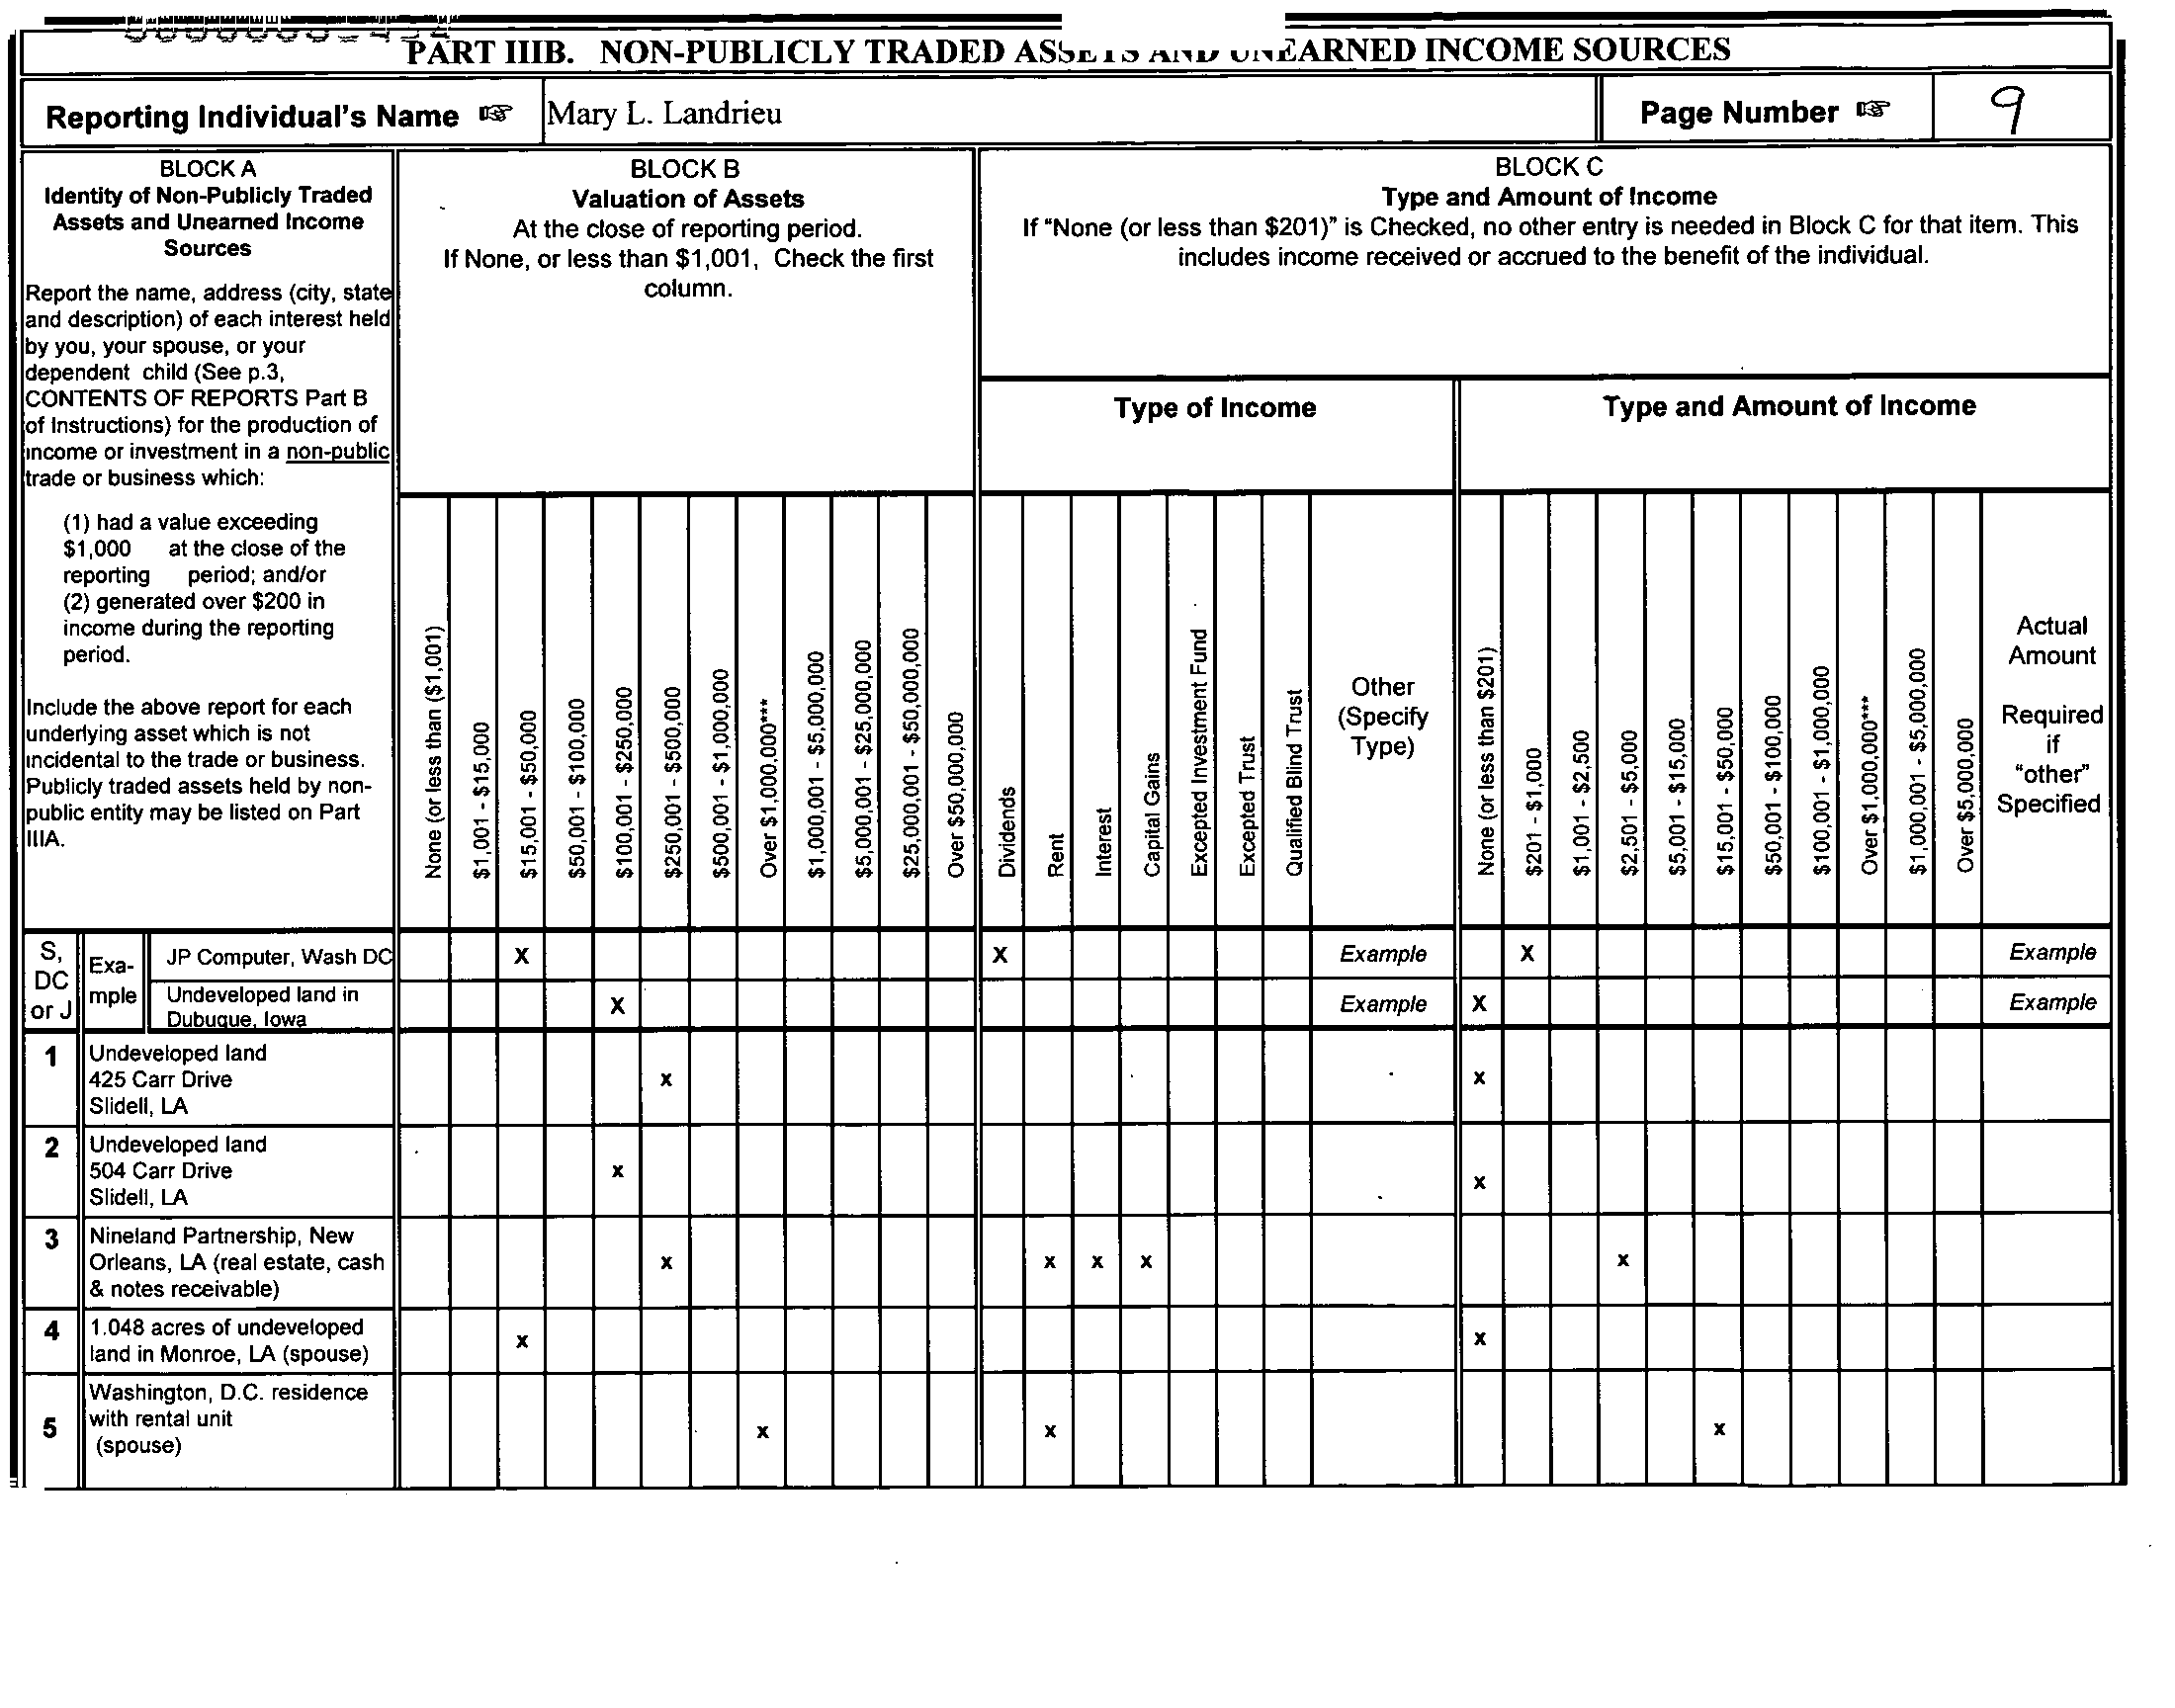 PART IIIB. NON-PUBLICLY TRADED ASSETS AND UNEARNED INCOME SOURCES
Reporting Individual's Name ☞ Mary L. Landrieu Page Number ☞ 9
BLOCK A
Identity of Non-Publicly Traded
Assets and Unearned Income
Sources
Report the name, address (city, state
and description) of each interest held
by you, your spouse, or your
dependent child (See p.3,
CONTENTS OF REPORTS Part B
of Instructions) for the production of
income or investment in a non-public
trade or business which:
(1) had a value exceeding
$1,000 at the close of the
reporting period; and/or
(2) generated over $200 in
income during the reporting
period.
Include the above report for each
underlying asset which is not
incidental to the trade or business.
Publicly traded assets held by non-
public entity may be listed on Part
IIIA.
BLOCK B
Valuation of Assets
At the close of reporting period.
If None, or less than $1,001, Check the first
column.
None (or less than ($1,001)
$1,001 - $15,000
$15,001 - $50,000
$50,001 - $100,000
$100,001 - $250,000
$250,001 - $500,000
$500,001 - $1,000,000
Over $1,000,000***
$1,000,001 - $5,000,000
$5,000,001 - $25,000,000
$25,000,001 - $50,000,000
Over $50,000,000
BLOCK C
Type and Amount of Income
If "None (or less than $201)" is Checked, no other entry is needed in Block C for that item. This
includes income received or accrued to the benefit of the individual.
Type of Income
Dividends
Rent
Interest
Capital Gains
Excepted Investment Fund
Excepted Trust
Qualified Blind Trust
Other
(Specify
Type)
Type and Amount of Income
None (or less than $201)
$201 - $1,000
$1,001 - $2,500
$2,501 - $5,000
$5,001 - $15,000
$15,001 - $50,000
$50,001 - $100,000
$100,001 - $1,000,000
Over $1,000,000***
$1,000,001 - $5,000,000
Over $5,000,000
Actual
Amount
Required
if
"other"
Specified
S,
DC
or J
Exa-
mple
JP Computer, Wash DC X X Example X Example
Undeveloped land in
Dubuque, Iowa
X Example X Example
1 Undeveloped land
425 Carr Drive x x
Slidell, LA
2 Undeveloped land
504 Carr Drive x x
Slidell, LA
3 Nineland Partnership, New
Orleans, LA (real estate, cash x x x x x
& notes receivable)
4 1.048 acres of undeveloped
land in Monroe, LA (spouse) x x
5 Washington, D.C. residence
with rental unit x x x
(spouse)